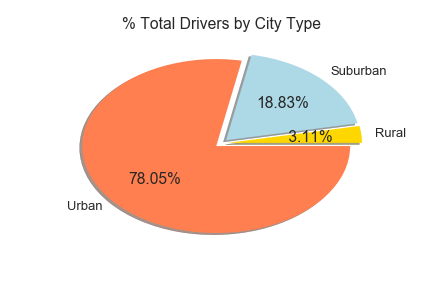 % Total Drivers by City Type
Suburban
18.83%
3.11%
Rural
78.05%
Urban